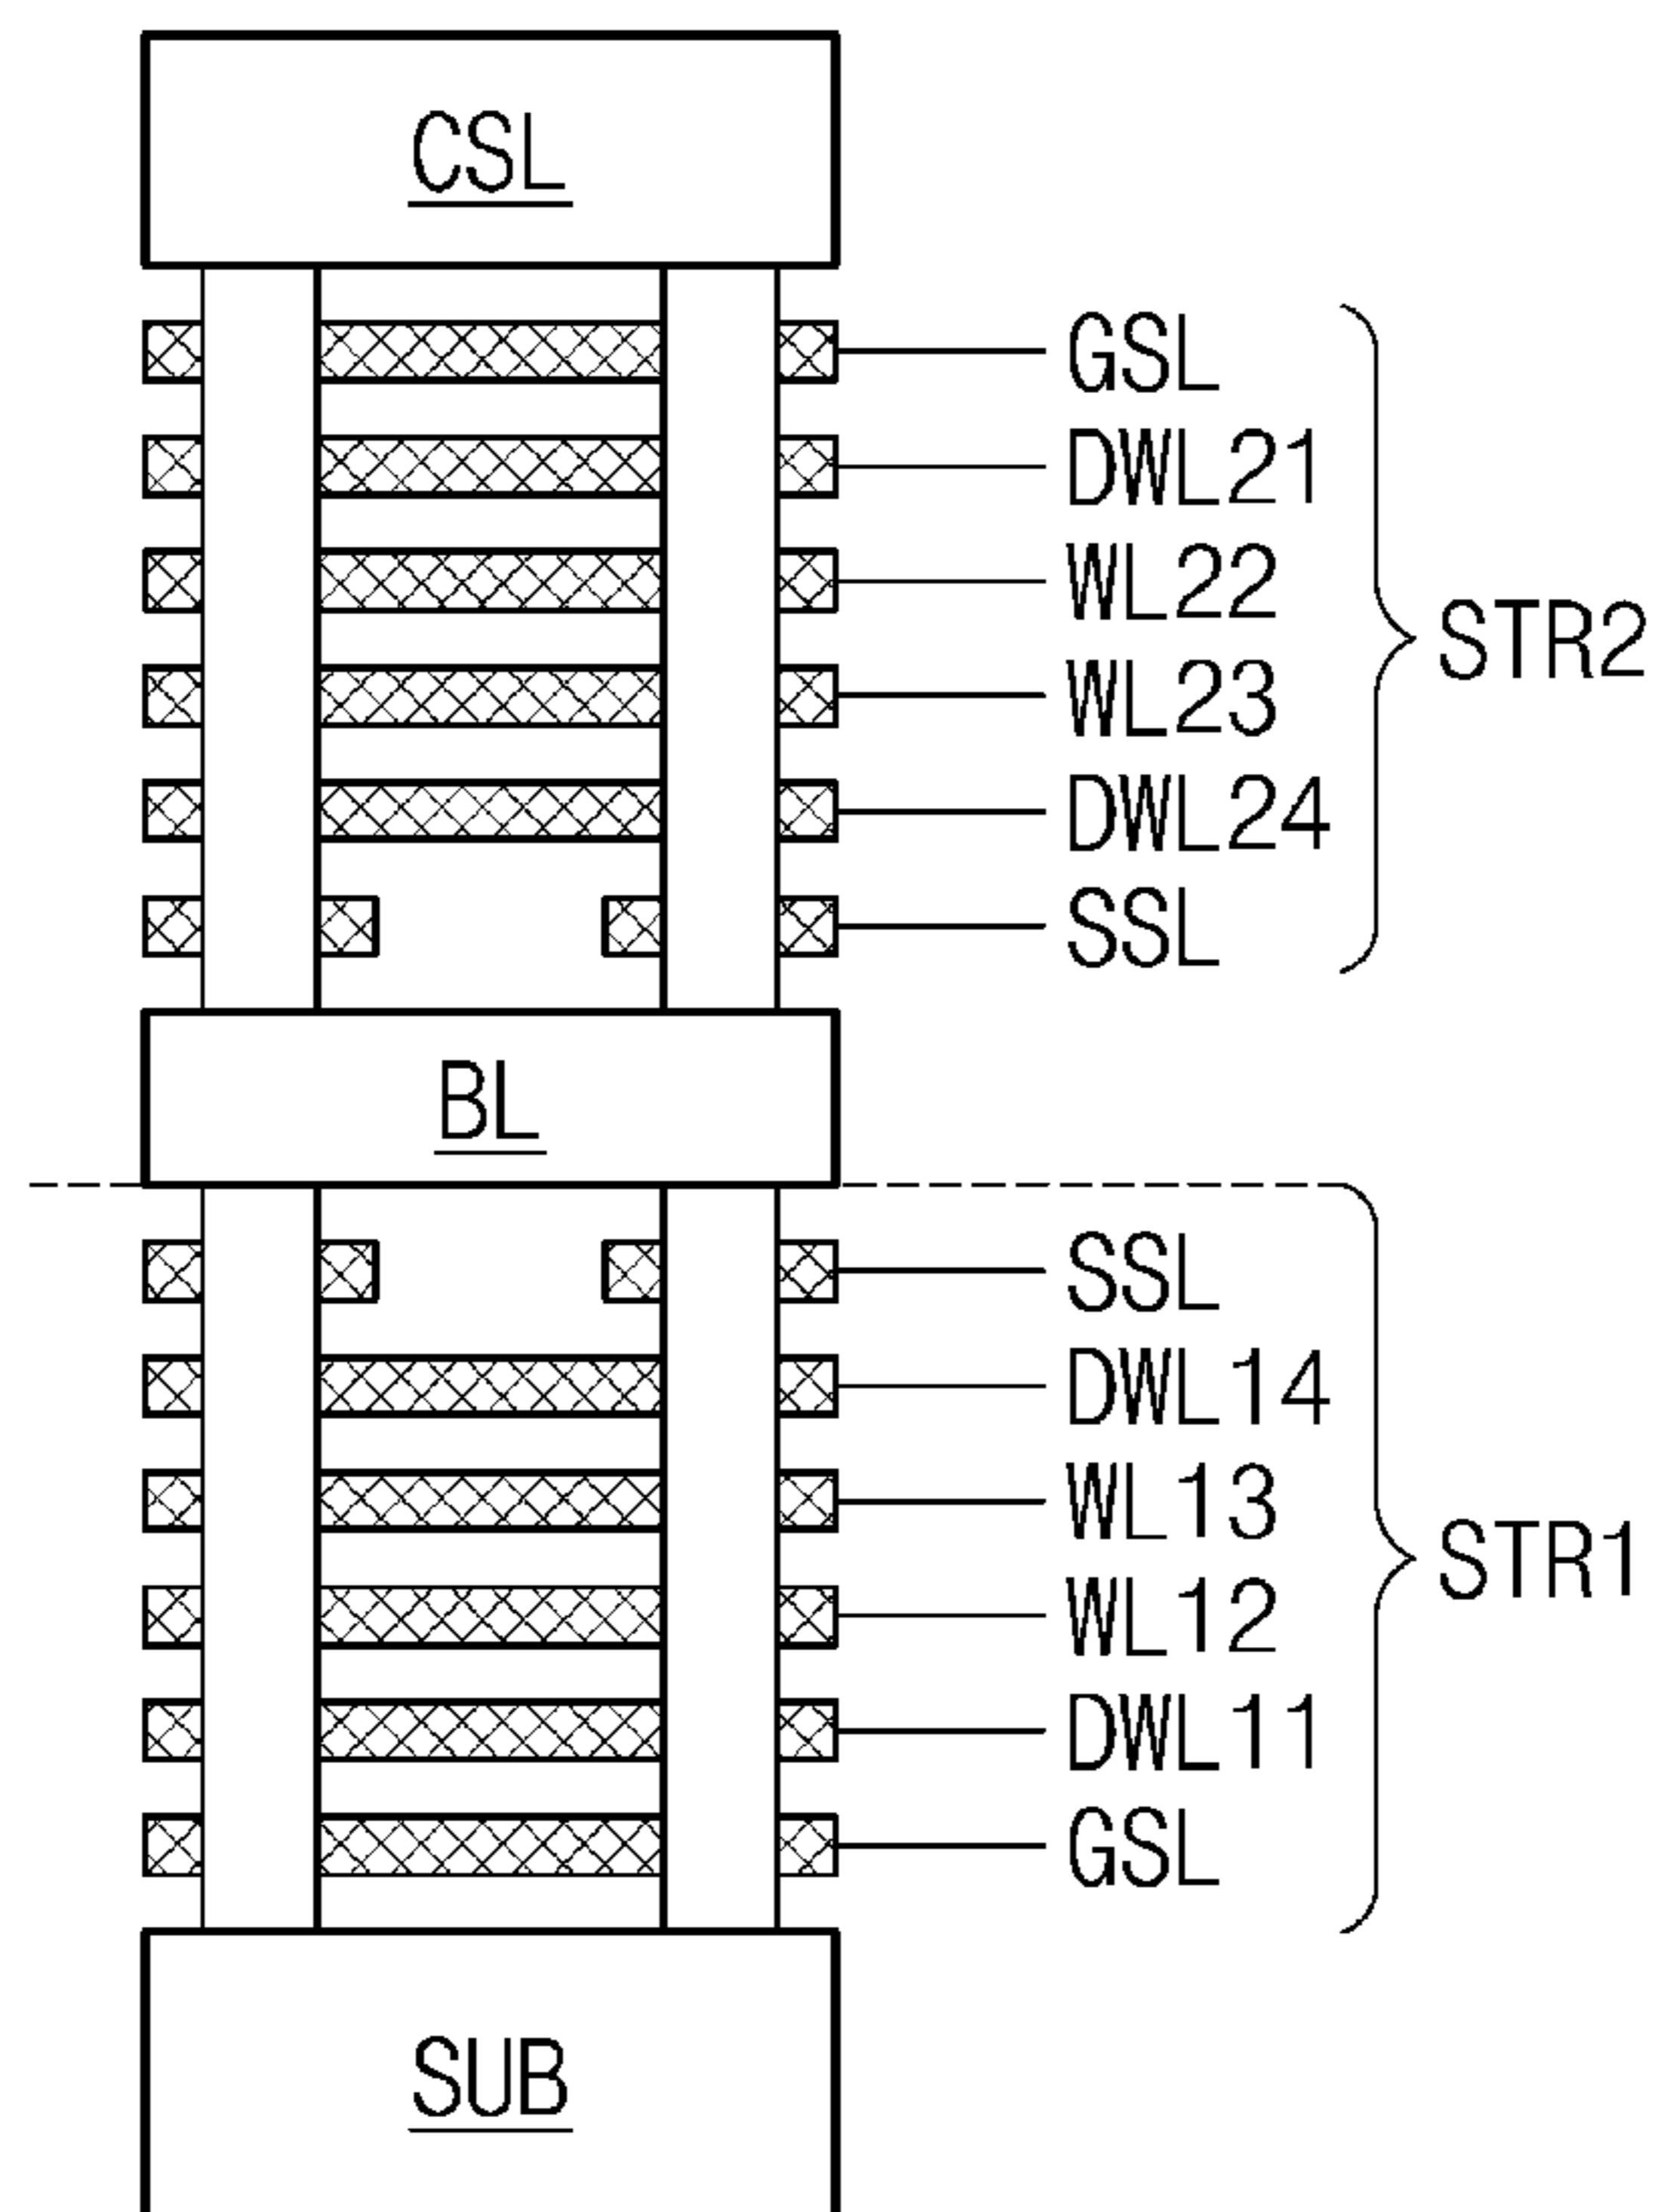 CSL
GSL
DWL21
WL22
WL23
DWL24
SSL
STR2
BL
SSL
DWL14
WL13
WL12
DWL11
GSL
STR1
SUB